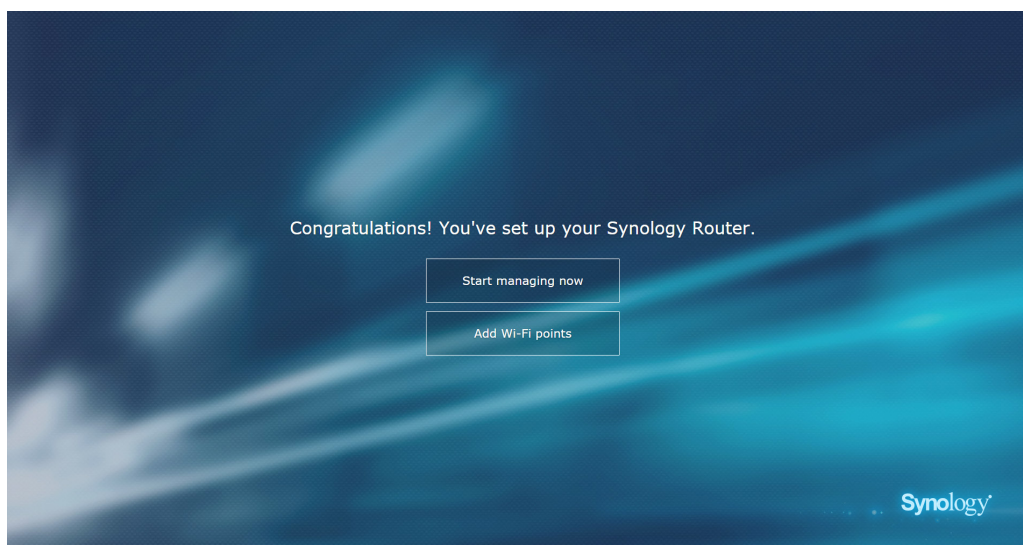 Congratulations! You've set up your Synology Router.
Start managing now
Add Wi-Fi points
Synology